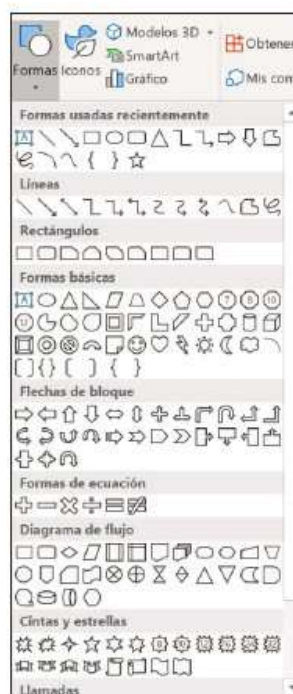 Modelos 3D
SmartArt
Gráfico
Formas
Iconos
Obtener
Mis com
Formas usadas recientemente
Líneas
Rectángulos
Formas básicas
Flechas de bloque
Formas de ecuación
Diagrama de flujo
Cintas y estrellas
Llamadas